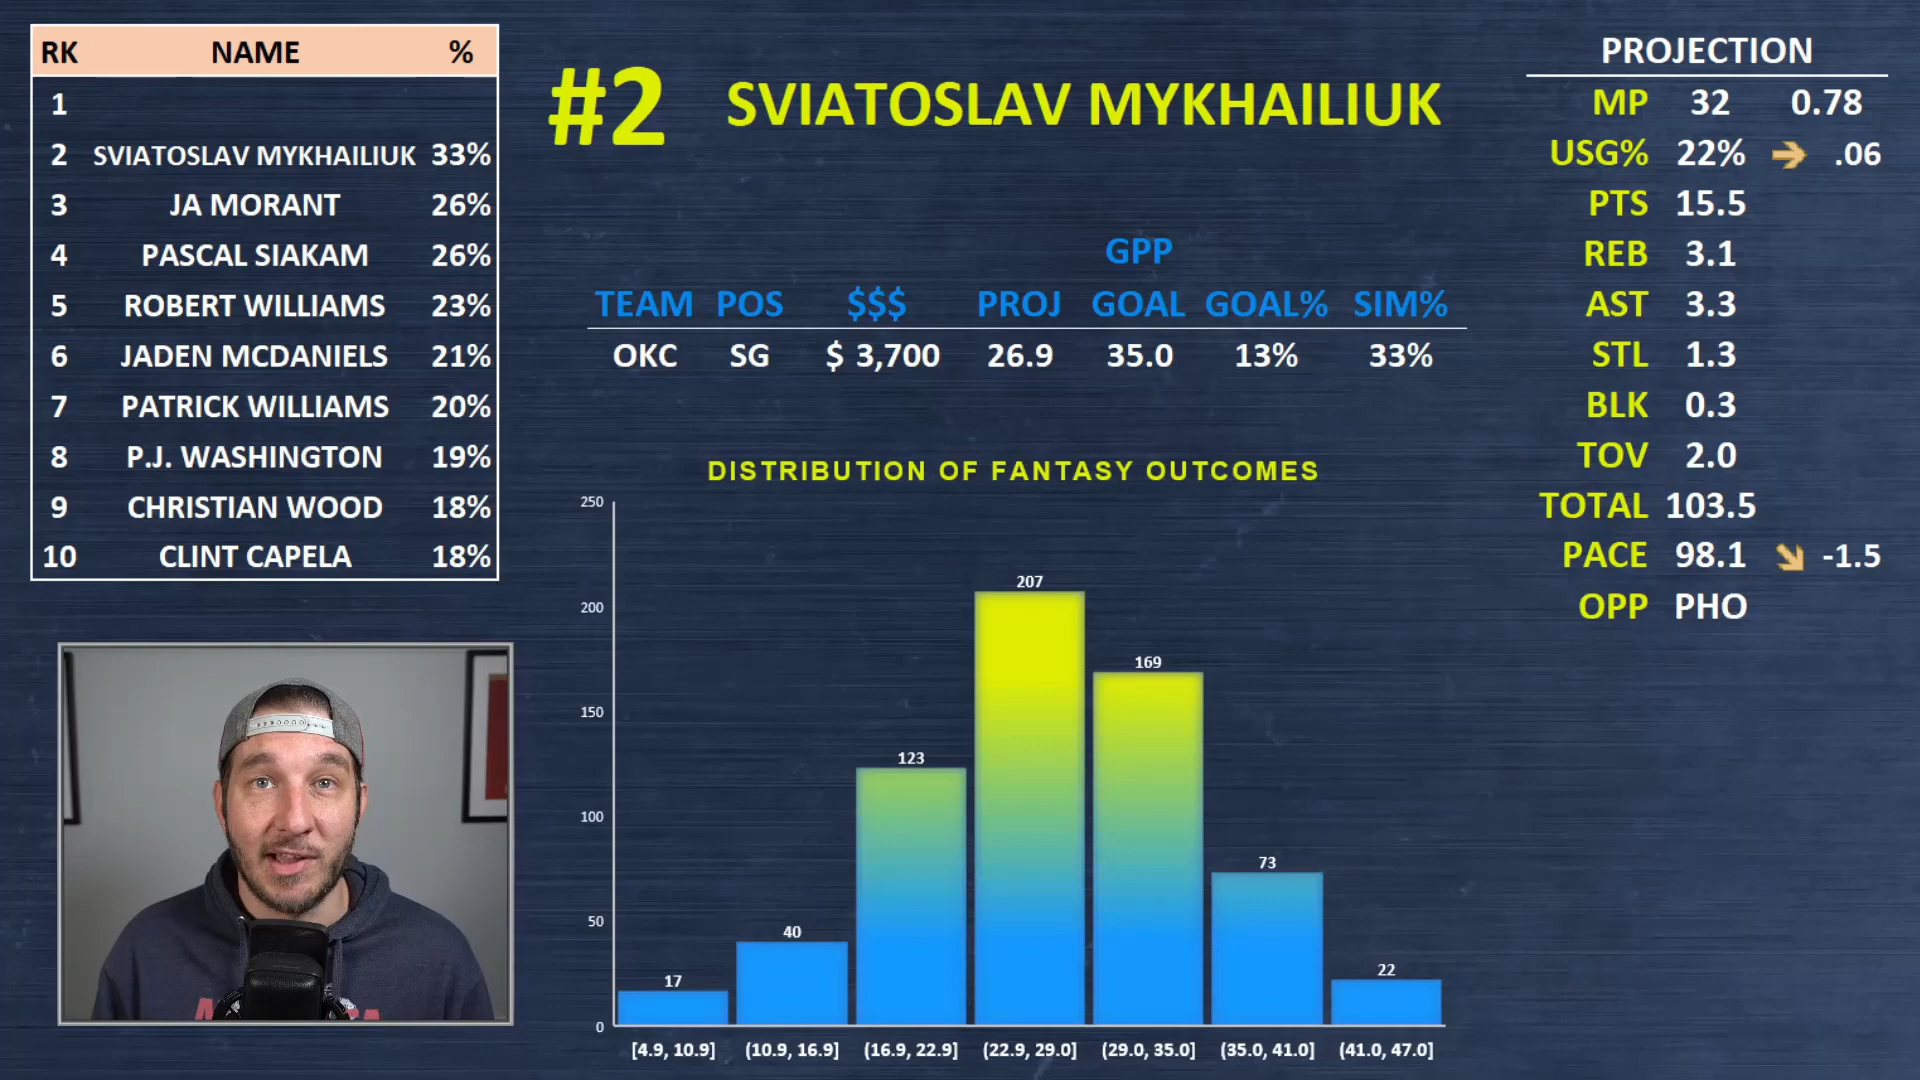 RK NAME %
1
2 SVIATOSLAV MYKHAILIUK 33%
3 JA MORANT 26%
4 PASCAL SIAKAM 26%
5 ROBERT WILLIAMS 23%
6 JADEN MCDANIELS 21%
7 PATRICK WILLIAMS 20%
8 P.J. WASHINGTON 19%
9 CHRISTIAN WOOD 18%
10 CLINT CAPELA 18%
#2 SVIATOSLAV MYKHAILIUK
GPP
TEAM POS $$$ PROJ GOAL GOAL% SIM%
OKC SG $ 3,700 26.9 35.0 13% 33%
DISTRIBUTION OF FANTASY OUTCOMES
250
200
150
100
50
0
17
40
123
207
169
73
22
[4.9, 10.9] (10.9, 16.9] (16.9, 22.9] (22.9, 29.0] (29.0, 35.0] (35.0, 41.0] (41.0, 47.0]
PROJECTION
MP 32 0.78
USG% 22% .06
PTS 15.5
REB 3.1
AST 3.3
STL 1.3
BLK 0.3
TOV 2.0
TOTAL 103.5
PACE 98.1 -1.5
OPP PHO